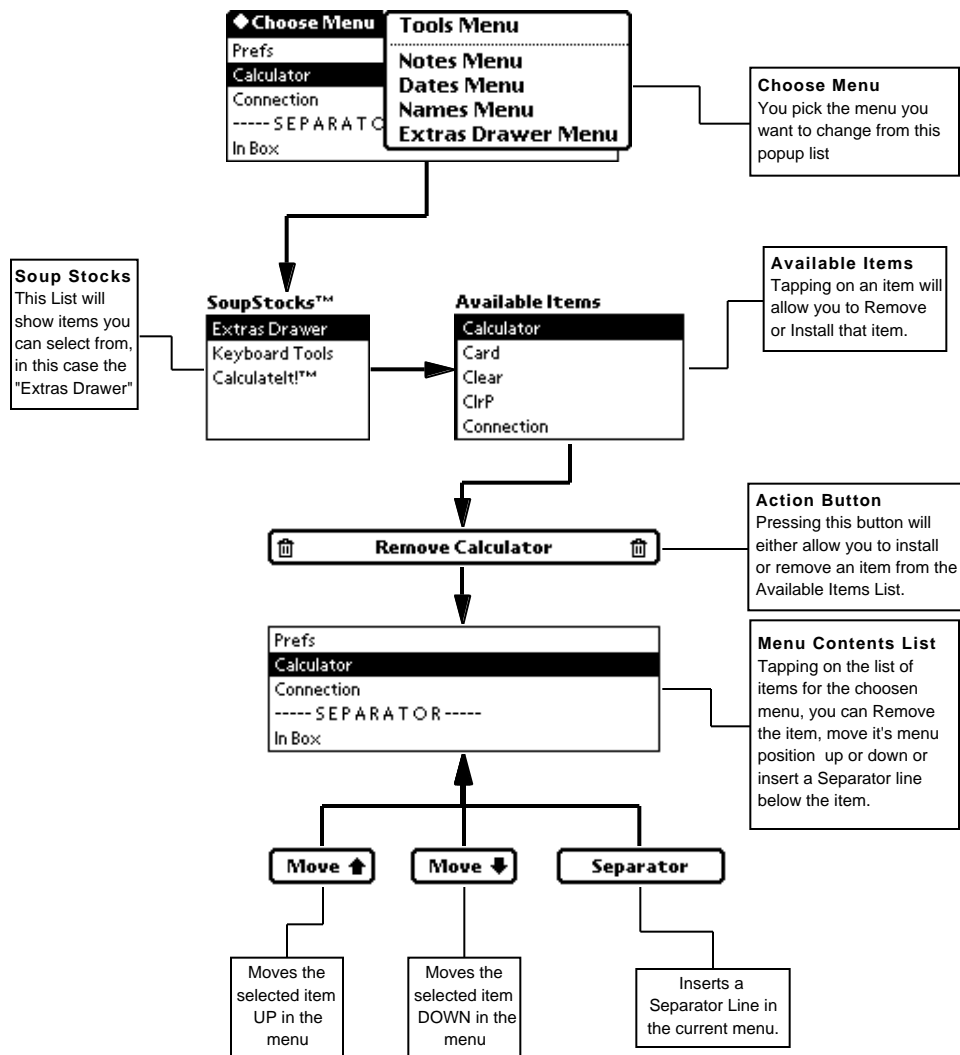 ◆Choose Menu
Tools Menu
Notes Menu
Dates Menu
Names Menu
Extras Drawer Menu
Prefs
Calculator
Connection
-----SEPARATO
In Box
Choose Menu
You pick the menu you
want to change from this
popup list
Soup Stocks
This List will
show items you
can select from,
in this case the
"Extras Drawer"
SoupStocks™
Extras Drawer
Keyboard Tools
CalculateIt!™
Available Items
Calculator
Card
Clear
ClrP
Connection
Available Items
Tapping on an item will
allow you to Remove
or Install that item.
Remove Calculator
Action Button
Pressing this button will
either allow you to install
or remove an item from the
Available Items List.
Prefs
Calculator
Connection
-----SEPARATOR-----
In Box
Menu Contents List
Tapping on the list of
items for the choosen
menu, you can Remove
the item, move it's menu
position up or down or
insert a Separator line
below the item.
Move ⬆
Move ⬇
Separator
Moves the
selected item
UP in the
menu
Moves the
selected item
DOWN in the
menu
Inserts a
Separator Line in
the current menu.